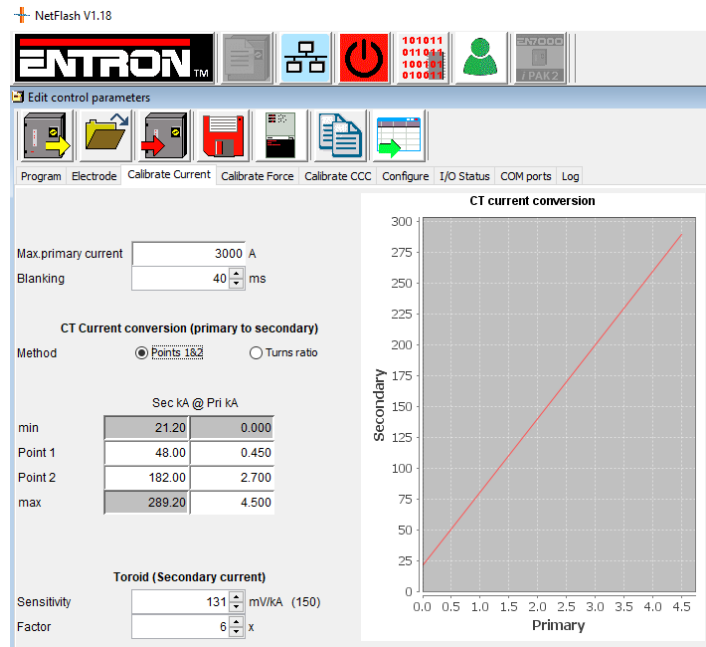 NetFlash V1.18
ENTRON TM
101011
011011
100101
010011
EN7000
iPAK2
Edit control parameters
Program Electrode Calibrate Current Calibrate Force Calibrate CCC Configure I/O Status COM ports Log
Max.primary current 3000 A
Blanking 40 ms
CT Current conversion (primary to secondary)
Method Points 1&2 Turns ratio
Sec kA @ Pri kA
min 21.20 0.000
Point 1 48.00 0.450
Point 2 182.00 2.700
max 289.20 4.500
Toroid (Secondary current)
Sensitivity 131 mV/kA (150)
Factor 6 x
CT current conversion
300
275
250
225
200
175
150
125
100
75
50
25
0
Secondary
0.0 0.5 1.0 1.5 2.0 2.5 3.0 3.5 4.0 4.5
Primary